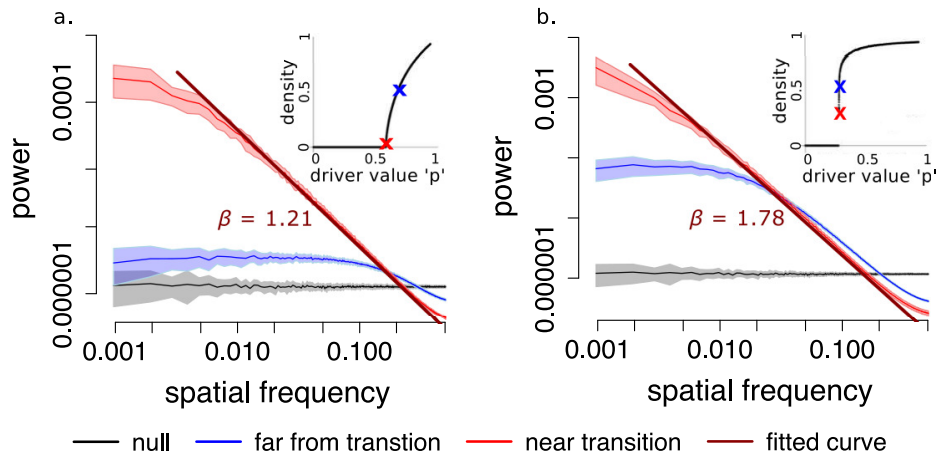 a.
power
0.0001
0.000001
β = 1.21
density
1
0.5
0
0
0.5
1
driver value 'p'
0.001
0.010
0.100
spatial frequency
b.
power
0.001
0.00001
β = 1.78
density
1
0.5
0
0
0.5
1
driver value 'p'
0.001
0.010
0.100
spatial frequency
null
far from transtion
near transition
fitted curve